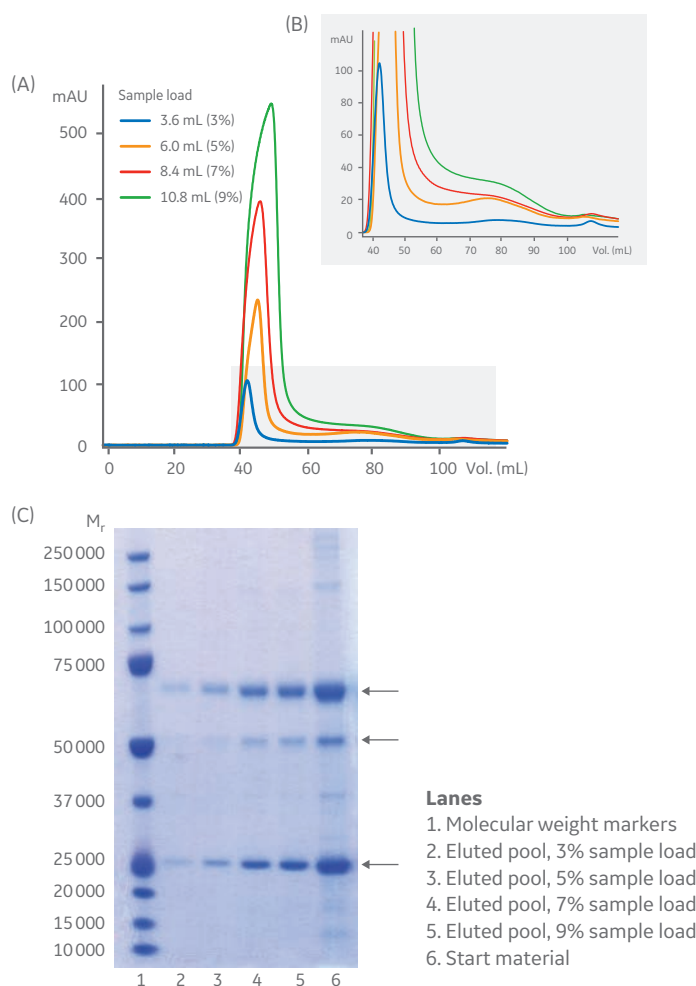 (A)
mAU
Sample load
3.6 mL (3%)
6.0 mL (5%)
8.4 mL (7%)
10.8 mL (9%)
500
400
300
200
100
0
0 20 40 60 80 100 Vol. (mL)
(B)
mAU
100
80
60
40
20
0
40 50 60 70 80 90 100 Vol. (mL)
(C)
Mr
250 000
150 000
100 000
75 000
50 000
37 000
25 000
20 000
15 000
10 000
1 2 3 4 5 6
Lanes
1. Molecular weight markers
2. Eluted pool, 3% sample load
3. Eluted pool, 5% sample load
4. Eluted pool, 7% sample load
5. Eluted pool, 9% sample load
6. Start material